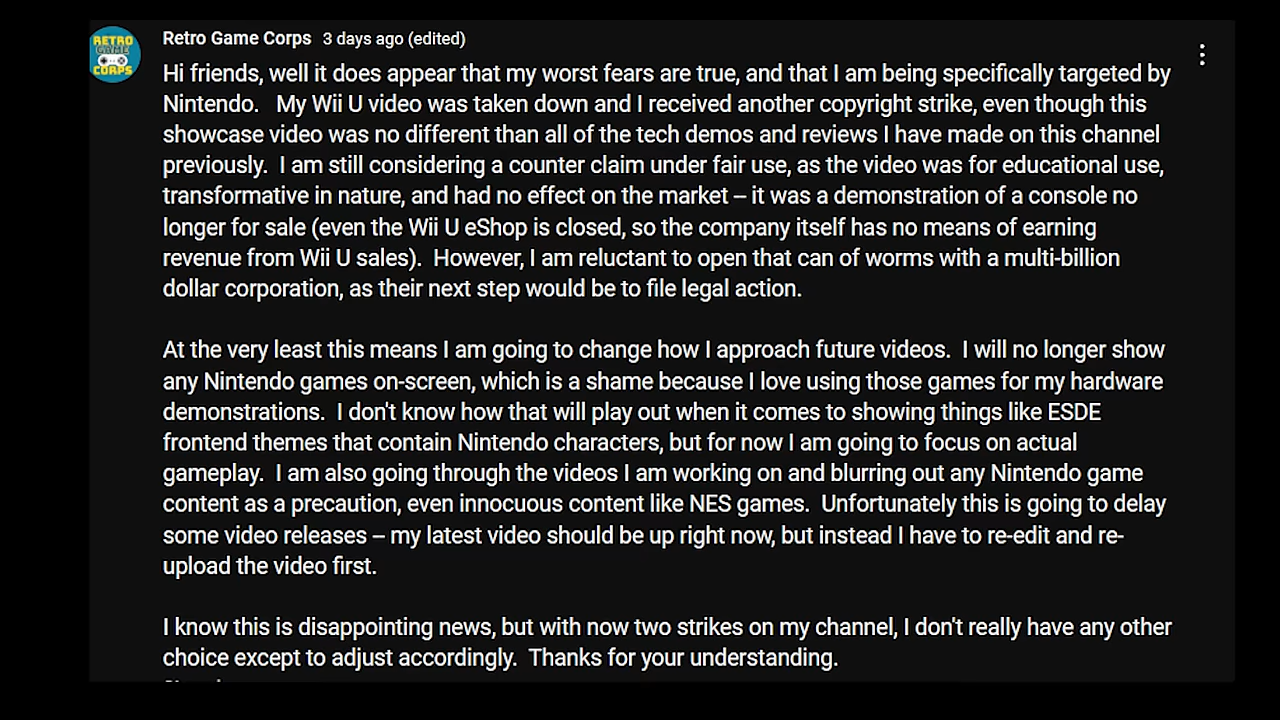 RETRO
GAME
CORPS
Retro Game Corps 3 days ago (edited)
Hi friends, well it does appear that my worst fears are true, and that I am being specifically targeted by
Nintendo.   My Wii U video was taken down and I received another copyright strike, even though this
showcase video was no different than all of the tech demos and reviews I have made on this channel
previously.  I am still considering a counter claim under fair use, as the video was for educational use,
transformative in nature, and had no effect on the market – it was a demonstration of a console no
longer for sale (even the Wii U eShop is closed, so the company itself has no means of earning
revenue from Wii U sales).  However, I am reluctant to open that can of worms with a multi-billion
dollar corporation, as their next step would be to file legal action.
At the very least this means I am going to change how I approach future videos.  I will no longer show
any Nintendo games on-screen, which is a shame because I love using those games for my hardware
demonstrations.  I don't know how that will play out when it comes to showing things like ESDE
frontend themes that contain Nintendo characters, but for now I am going to focus on actual
gameplay.  I am also going through the videos I am working on and blurring out any Nintendo game
content as a precaution, even innocuous content like NES games.  Unfortunately this is going to delay
some video releases – my latest video should be up right now, but instead I have to re-edit and re-
upload the video first.
I know this is disappointing news, but with now two strikes on my channel, I don't really have any other
choice except to adjust accordingly.  Thanks for your understanding.